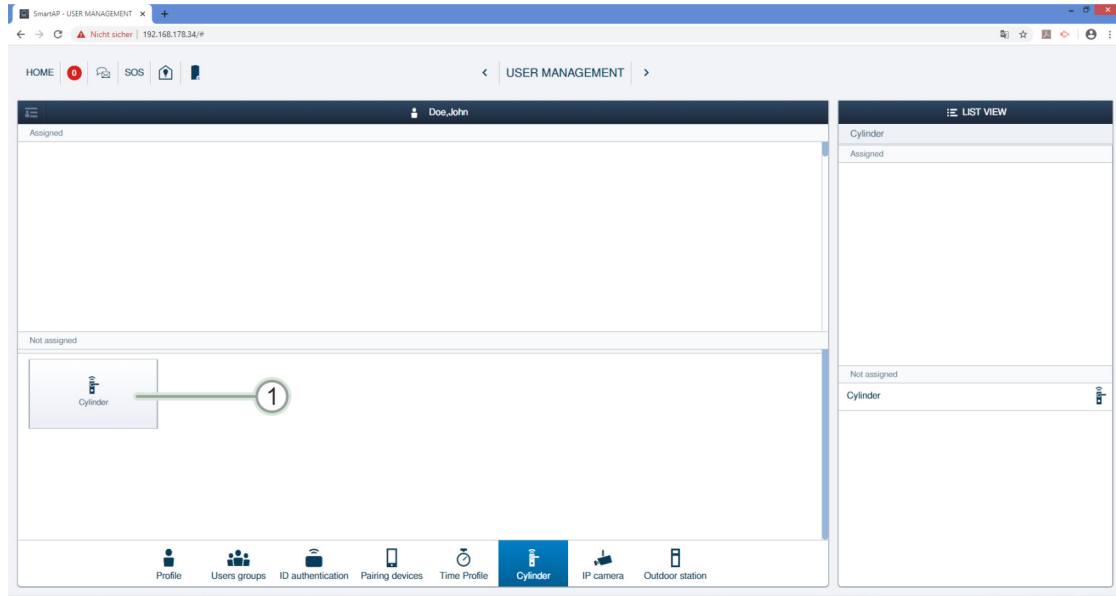 SmartAP - USER MANAGEMENT
Nicht sicher | 192.168.178.34/#
HOME 0 SOS
USER MANAGEMENT
Doe,John
Assigned
Not assigned
Cylinder
1
Profile Users groups ID authentication Pairing devices Time Profile Cylinder IP camera Outdoor station
LIST VIEW
Cylinder
Assigned
Not assigned
Cylinder